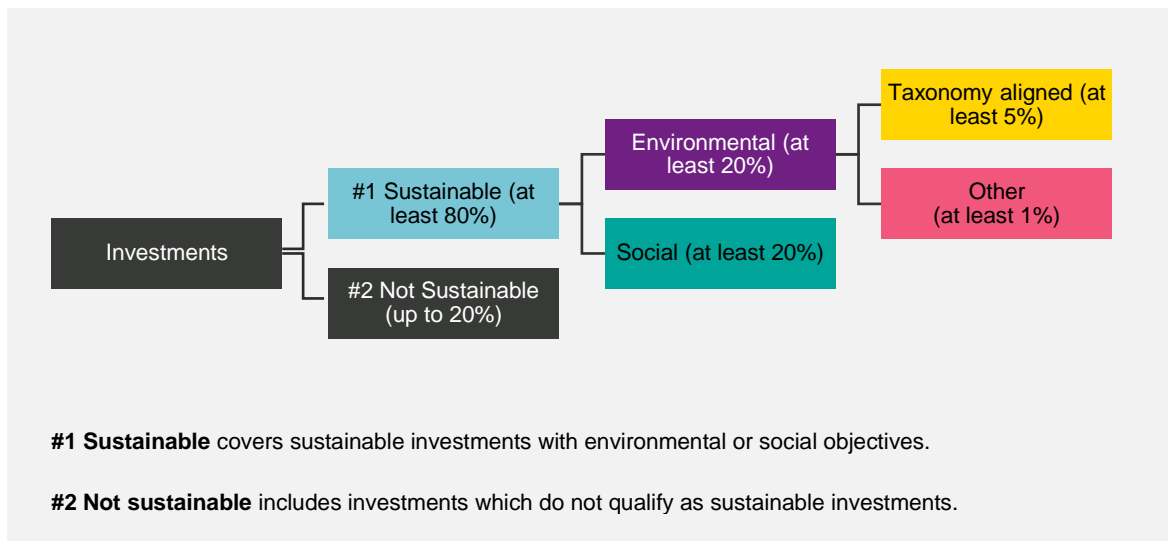 Investments
#1 Sustainable (at
least 80%)
#2 Not Sustainable
(up to 20%)
Environmental (at
least 20%)
Social (at least 20%)
Taxonomy aligned (at
least 5%)
Other
(at least 1%)
#1 Sustainable covers sustainable investments with environmental or social objectives.
#2 Not sustainable includes investments which do not qualify as sustainable investments.